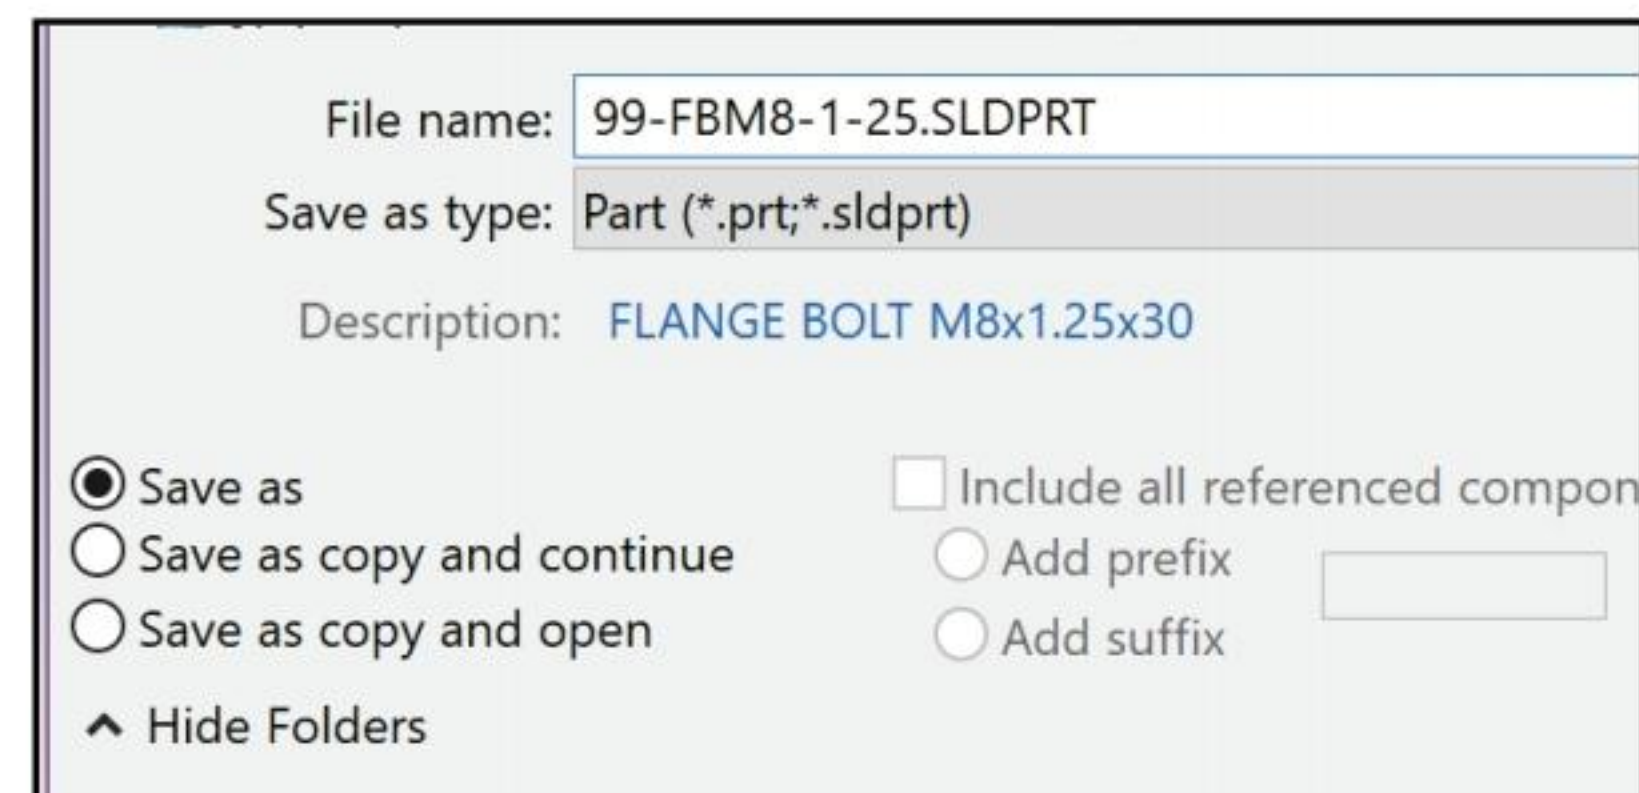 File name: 99-FBM8-1-25.SLDPRT
Save as type: Part (*.prt;*.sldprt)
Description: FLANGE BOLT M8x1.25x30
Save as
Include all referenced compon
Save as copy and continue
Add prefix
Save as copy and open
Add suffix
Hide Folders